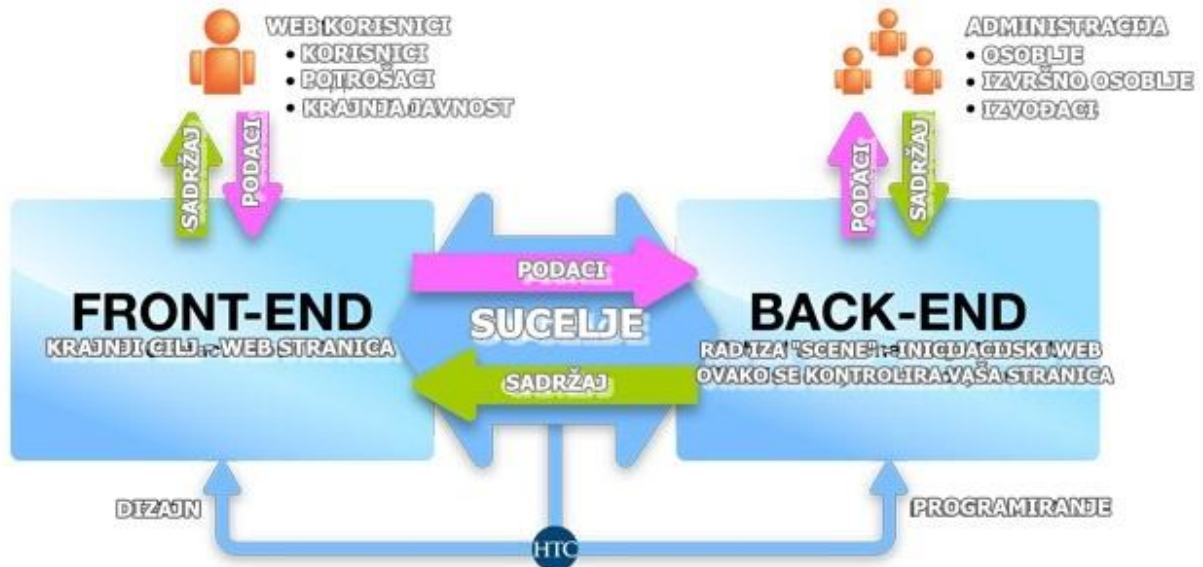 WEB KORISNICI
• KORISNICI
• POTROŠACI
• KRAJNJA JAVNOST
ADMINISTRACIJA
• OSOBLJE
• IZVRŠNO OSOBLJE
• IZVOĐACI
SADRŽAJ
PODACI
PODACI
SADRŽAJ
FRONT-END
KRAJNJI CILJ - WEB STRANICA
PODACI
SUCELJE
SADRŽAJ
BACK-END
RAD IZA "SCENE" - INICIJACIJSKI WEB
OVAKO SE KONTROLIRA VAŠA STRANICA
DIZAJN
PROGRAMIRANJE
HTC